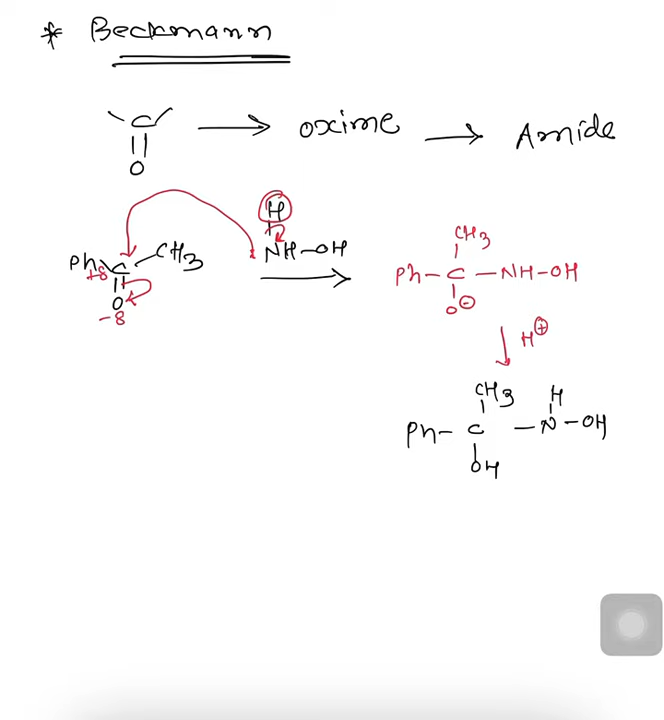 * Beckmann
C
O
→ oxime → Amide
H
Ph C CH3
NH-OH
+δ
O
-δ
CH3
Ph-C-NH-OH
O⊖
H⊕
CH3 H
Ph-C-N-OH
OH